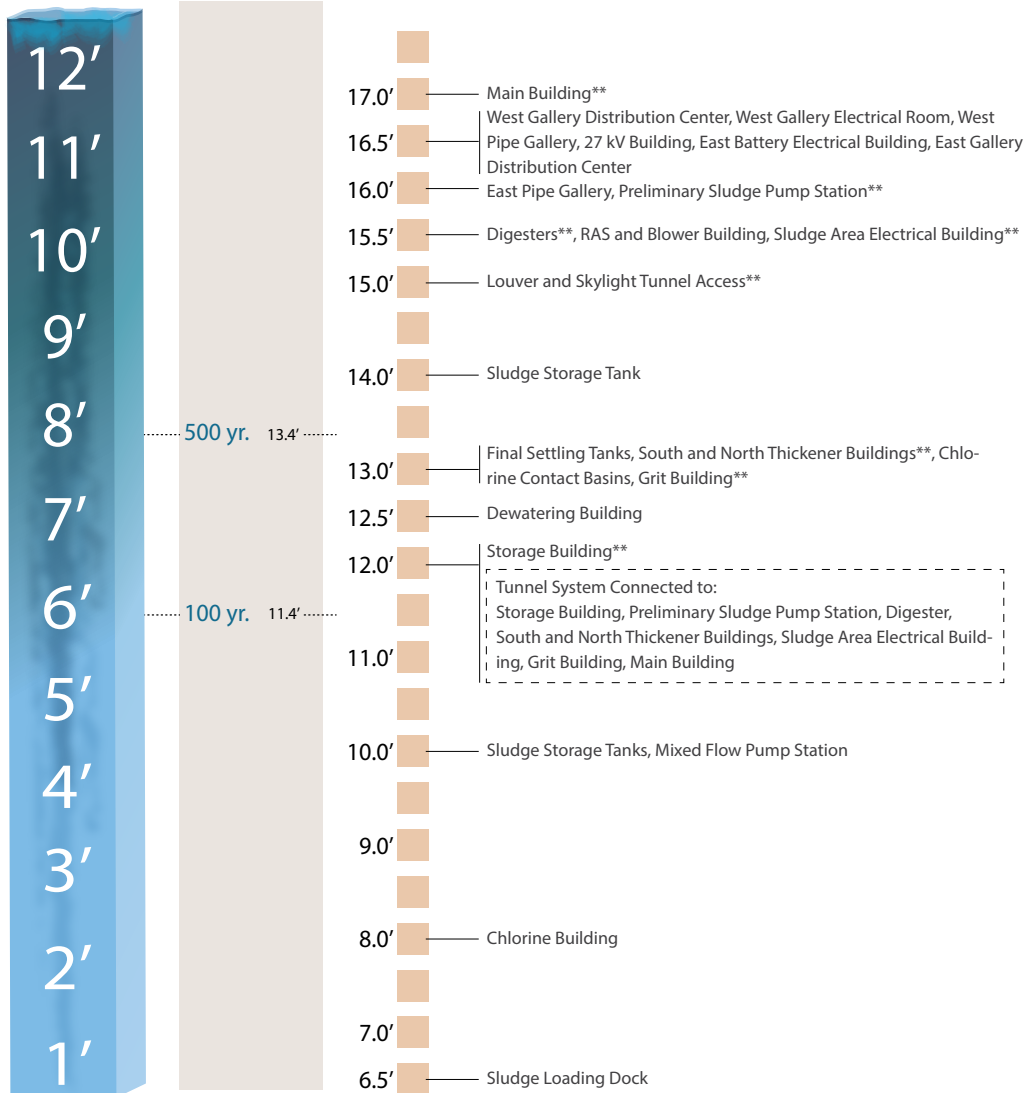 12’
11’
10’
9’
8’
7’
6’
5’
4’
3’
2’
1’
500 yr. 13.4’
100 yr. 11.4’
17.0’ Main Building**
16.5’ West Gallery Distribution Center, West Gallery Electrical Room, West
Pipe Gallery, 27 kV Building, East Battery Electrical Building, East Gallery
Distribution Center
16.0’ East Pipe Gallery, Preliminary Sludge Pump Station**
15.5’ Digesters**, RAS and Blower Building, Sludge Area Electrical Building**
15.0’ Louver and Skylight Tunnel Access**
14.0’ Sludge Storage Tank
13.0’ Final Settling Tanks, South and North Thickener Buildings**, Chlo-
rine Contact Basins, Grit Building**
12.5’ Dewatering Building
12.0’ Storage Building**
Tunnel System Connected to:
Storage Building, Preliminary Sludge Pump Station, Digester,
South and North Thickener Buildings, Sludge Area Electrical Build-
ing, Grit Building, Main Building
11.0’
10.0’ Sludge Storage Tanks, Mixed Flow Pump Station
9.0’
8.0’ Chlorine Building
7.0’
6.5’ Sludge Loading Dock